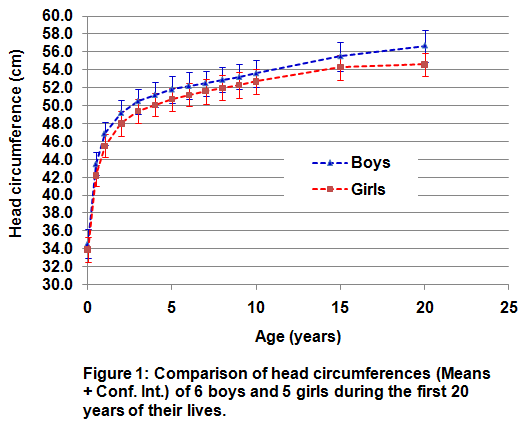 60.0
58.0
56.0
54.0
52.0
50.0
48.0
46.0
44.0
42.0
40.0
38.0
36.0
34.0
32.0
30.0
Head circumference (cm)
Boys
Girls
0 5 10 15 20 25
Age (years)
Figure 1: Comparison of head circumferences (Means
+ Conf. Int.) of 6 boys and 5 girls during the first 20
years of their lives.